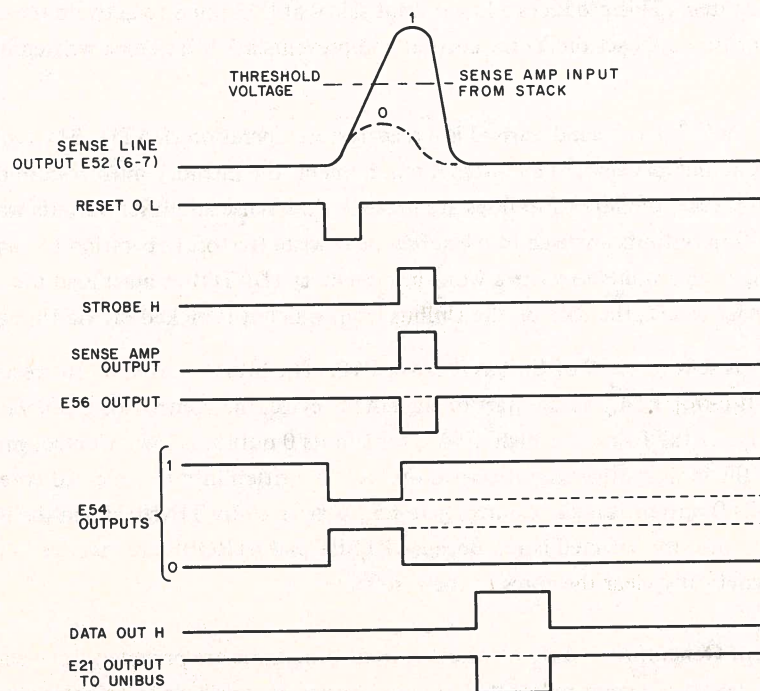 1
THRESHOLD
VOLTAGE
SENSE AMP INPUT
FROM STACK
0
SENSE LINE
OUTPUT E52 (6-7)
RESET 0 L
STROBE H
SENSE AMP
OUTPUT
E56 OUTPUT
1
E54
OUTPUTS
0
DATA OUT H
E21 OUTPUT
TO UNIBUS